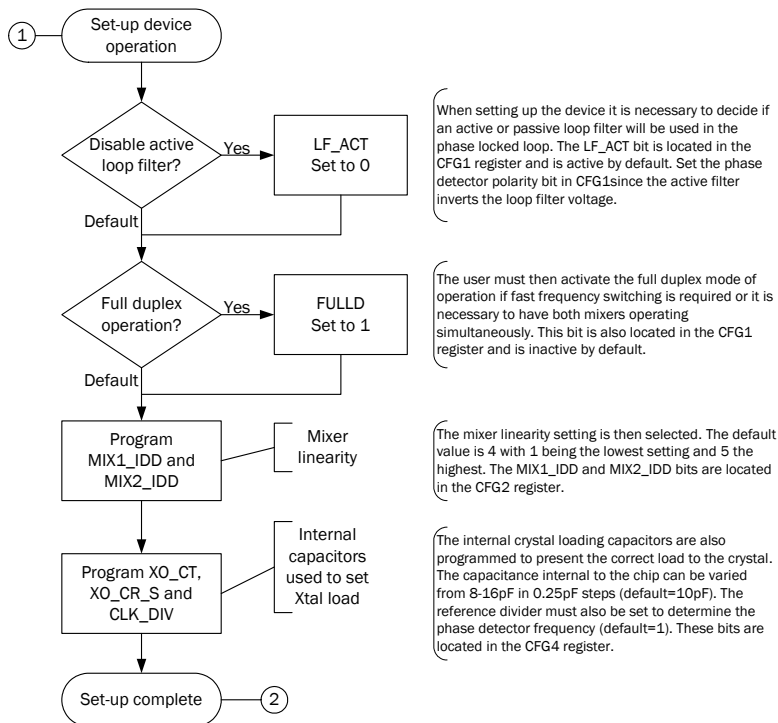 1
Set-up device
operation
Disable active
loop filter?
Yes
LF_ACT
Set to 0
When setting up the device it is necessary to decide if
an active or passive loop filter will be used in the
phase locked loop. The LF_ACT bit is located in the
CFG1 register and is active by default. Set the phase
detector polarity bit in CFG1since the active filter
inverts the loop filter voltage.
Default
Full duplex
operation?
Yes
FULLD
Set to 1
The user must then activate the full duplex mode of
operation if fast frequency switching is required or it is
necessary to have both mixers operating
simultaneously. This bit is also located in the CFG1
register and is inactive by default.
Default
Program
MIX1_IDD and
MIX2_IDD
Mixer
linearity
The mixer linearity setting is then selected. The default
value is 4 with 1 being the lowest setting and 5 the
highest. The MIX1_IDD and MIX2_IDD bits are located
in the CFG2 register.
Program XO_CT,
XO_CR_S and
CLK_DIV
Internal
capacitors
used to set
Xtal load
The internal crystal loading capacitors are also
programmed to present the correct load to the crystal.
The capacitance internal to the chip can be varied
from 8-16pF in 0.25pF steps (default=10pF). The
reference divider must also be set to determine the
phase detector frequency (default=1). These bits are
located in the CFG4 register.
Set-up complete
2